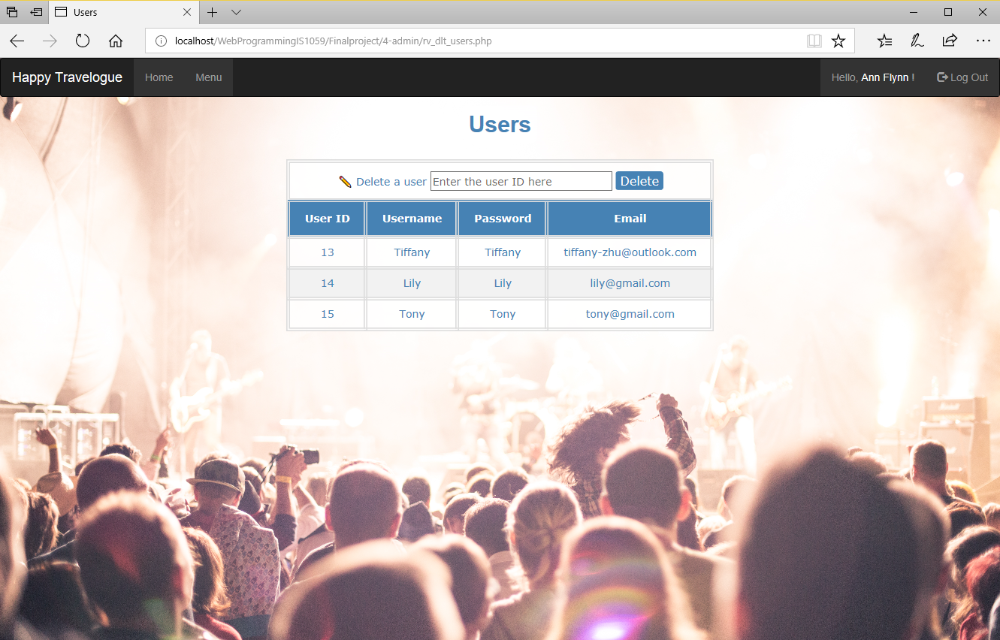 Users
localhost/WebProgrammingIS1059/Finalproject/4-admin/rv_dlt_users.php
Happy Travelogue Home Menu Hello, Ann Flynn ! Log Out
Users
Delete a user Enter the user ID here Delete
User ID Username Password Email
13 Tiffany Tiffany tiffany-zhu@outlook.com
14 Lily Lily lily@gmail.com
15 Tony Tony tony@gmail.com